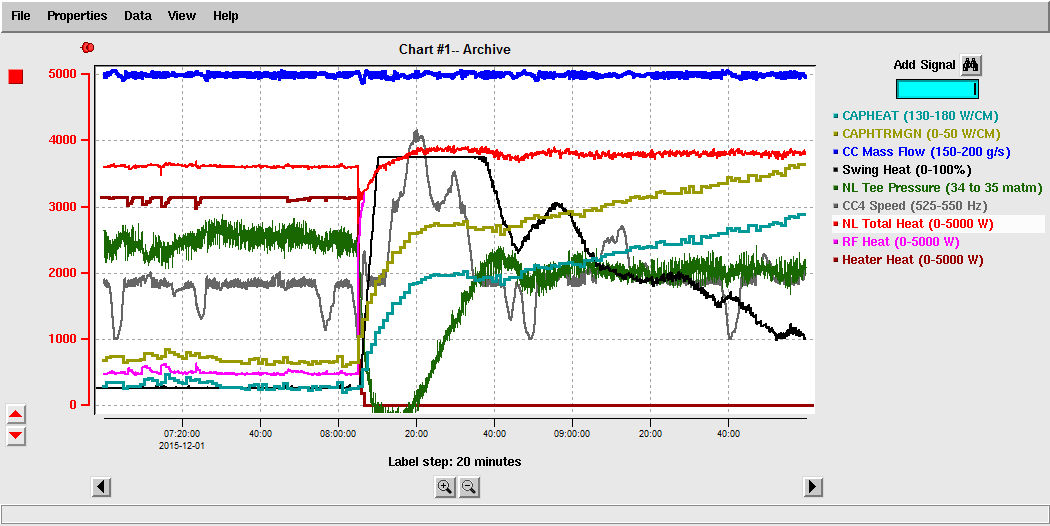 File Properties Data View Help
Chart #1-- Archive
Add Signal
5000
4000
3000
2000
1000
0
CAPHEAT (130-180 W/CM)
CAPHTRMGN (0-50 W/CM)
CC Mass Flow (150-200 g/s)
Swing Heat (0-100%)
NL Tee Pressure (34 to 35 matm)
CC4 Speed (525-550 Hz)
NL Total Heat (0-5000 W)
RF Heat (0-5000 W)
Heater Heat (0-5000 W)
07:20:00 40:00 08:00:00 20:00 40:00 09:00:00 20:00 40:00
2015-12-01
Label step: 20 minutes